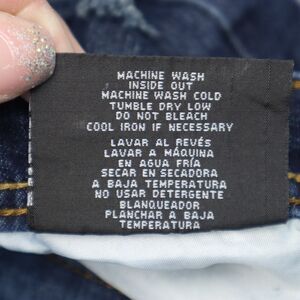 MACHINE WASH
INSIDE OUT
MACHINE WASH COLD
TUMBLE DRY LOW
DO NOT BLEACH
COOL IRON IF NECESSARY
LAVAR AL REVÉS
LAVAR A MÁQUINA
EN AGUA FRÍA
SECAR EN SECADORA
A BAJA TEMPERATURA
NO USAR DETERGENTE
BLANQUEADOR
PLANCHAR A BAJA
TEMPERATURA